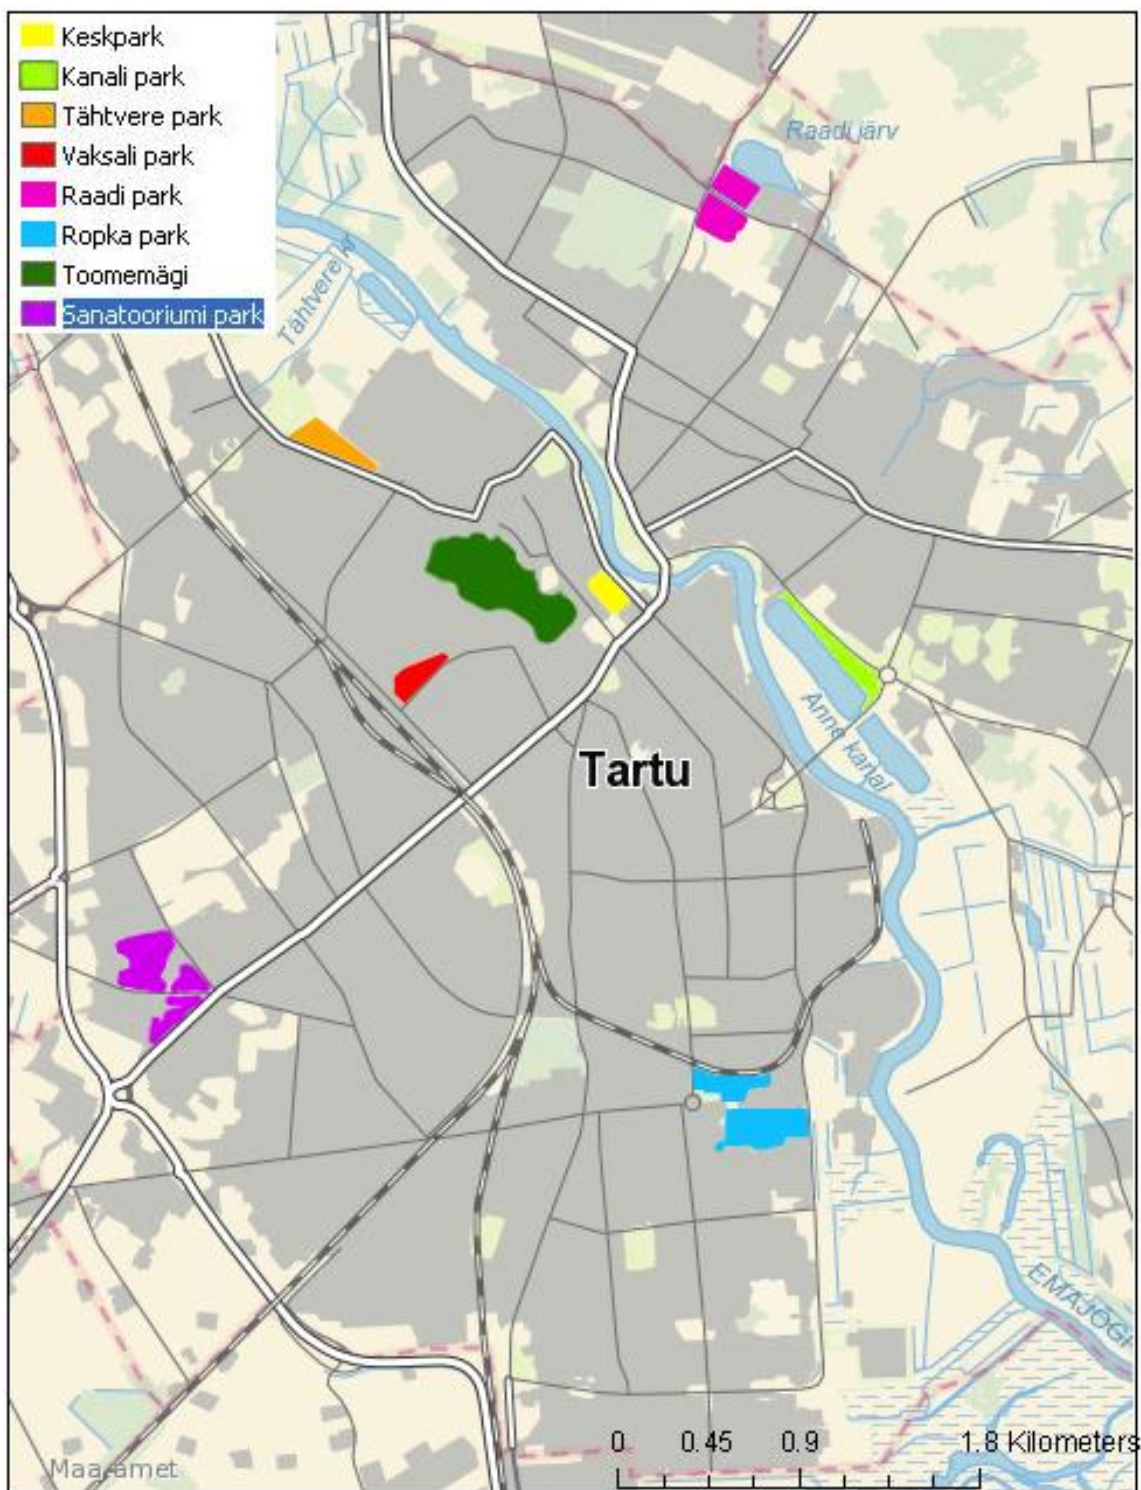 Keskpark
Kanali park
Tähtvere park
Vaksali park
Raadi park
Ropka park
Toomemägi
Sanatooriumi park
Raadi järv
Tähtvere kr
Anne kanal
Tartu
EMAJÕGI
0 0.45 0.9 1.8 Kilometers
Maa-amet